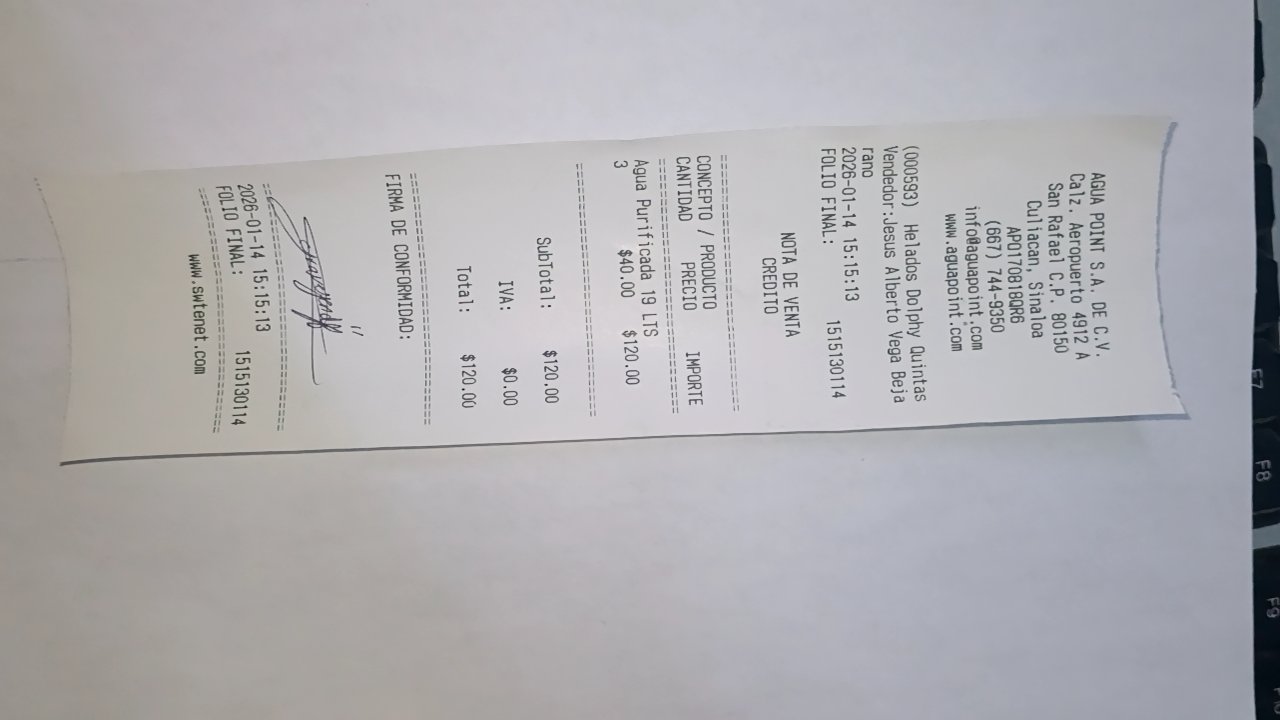 AGUA POINT S.A. DE C.V.
Calz. Aeropuerto 4912 A
San Rafael C.P. 80150
Culiacan, Sinaloa
APO170818QR6
(667) 744-9350
info@aguapoint.com
www.aguapoint.com
(000593) Helados Dolphy Quintas
Vendedor:Jesus Alberto Vega Beja
rano
2026-01-14 15:15:13
FOLIO FINAL: 1515130114
NOTA DE VENTA
CREDITO
CONCEPTO / PRODUCTO
CANTIDAD PRECIO IMPORTE
Agua Purificada 19 LTS
3 $40.00 $120.00
SubTotal: $120.00
IVA: $0.00
Total: $120.00
FIRMA DE CONFORMIDAD:
2026-01-14 15:15:13
FOLIO FINAL: 1515130114
www.swtenet.com
F7
F8
F9